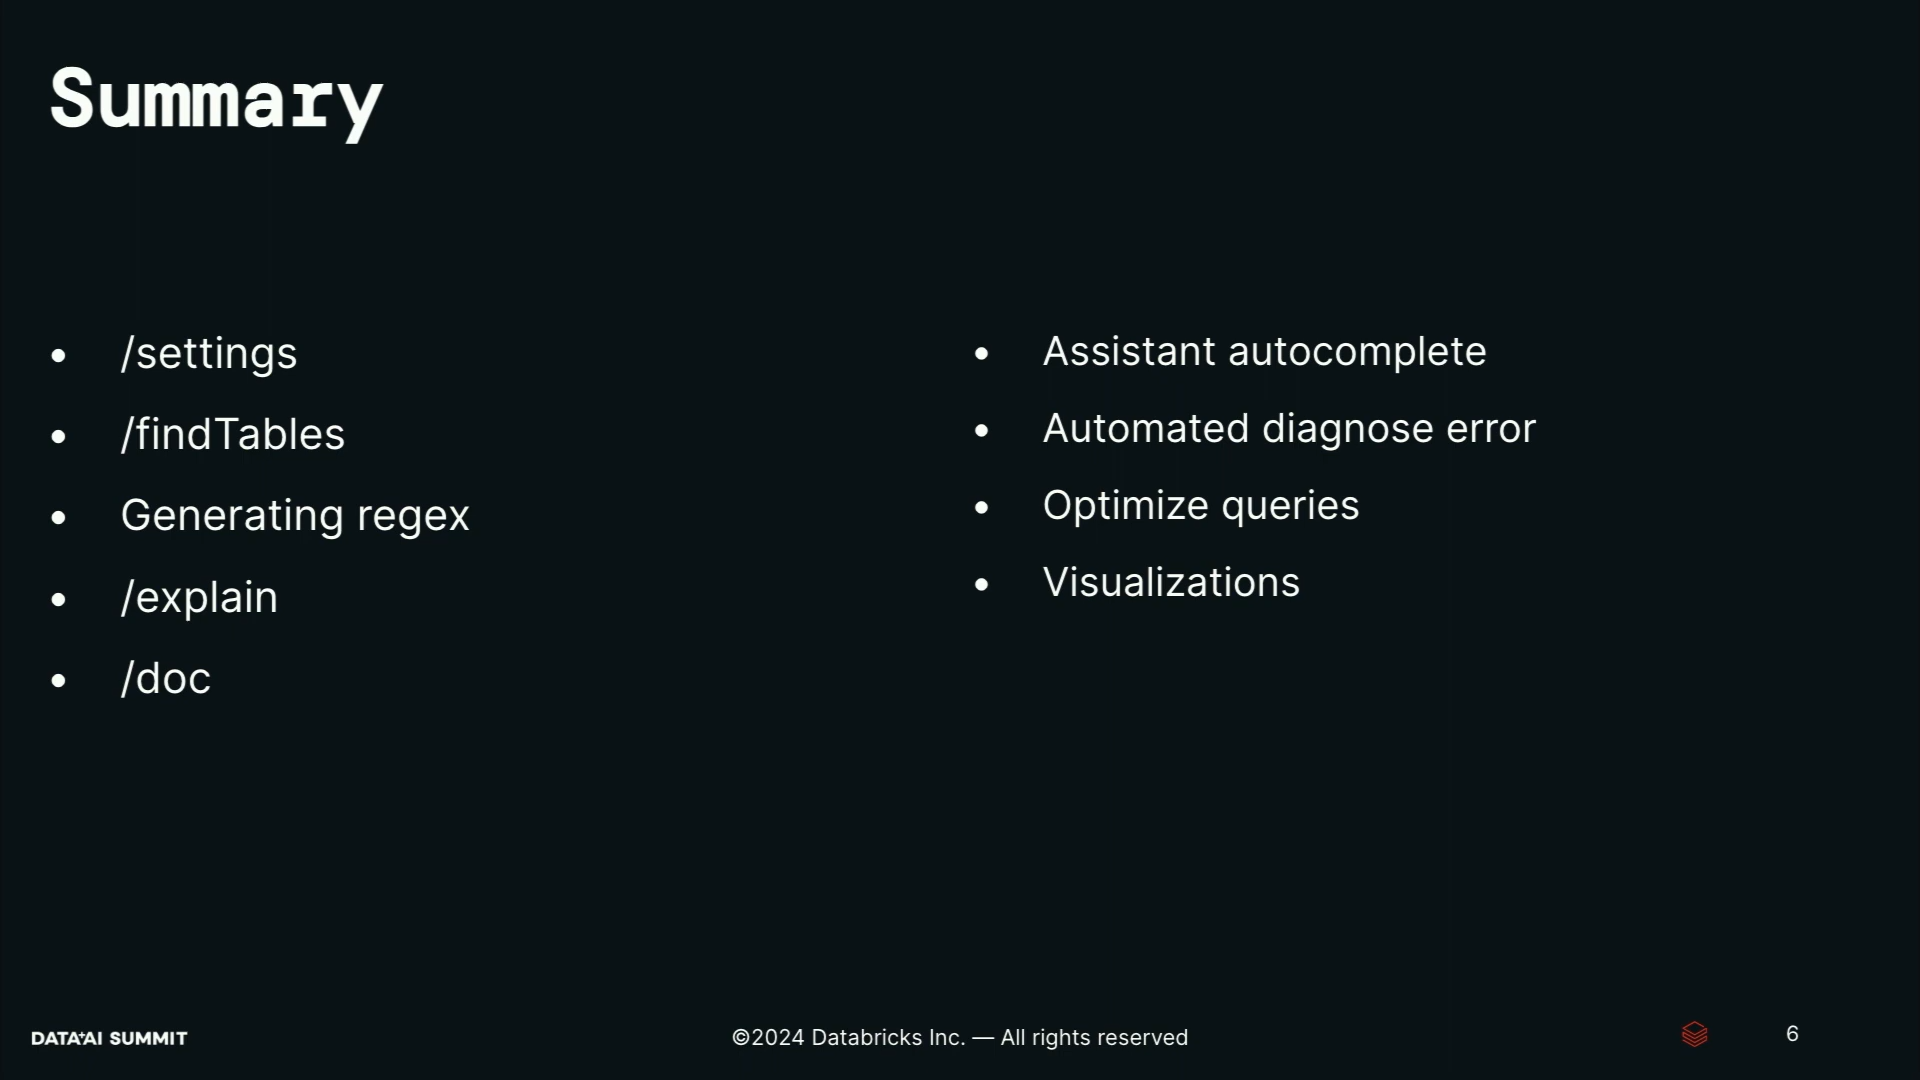 Summary
• /settings
• /findTables
• Generating regex
• /explain
• /doc
• Assistant autocomplete
• Automated diagnose error
• Optimize queries
• Visualizations
DATA+AI SUMMIT
©2024 Databricks Inc. — All rights reserved
6